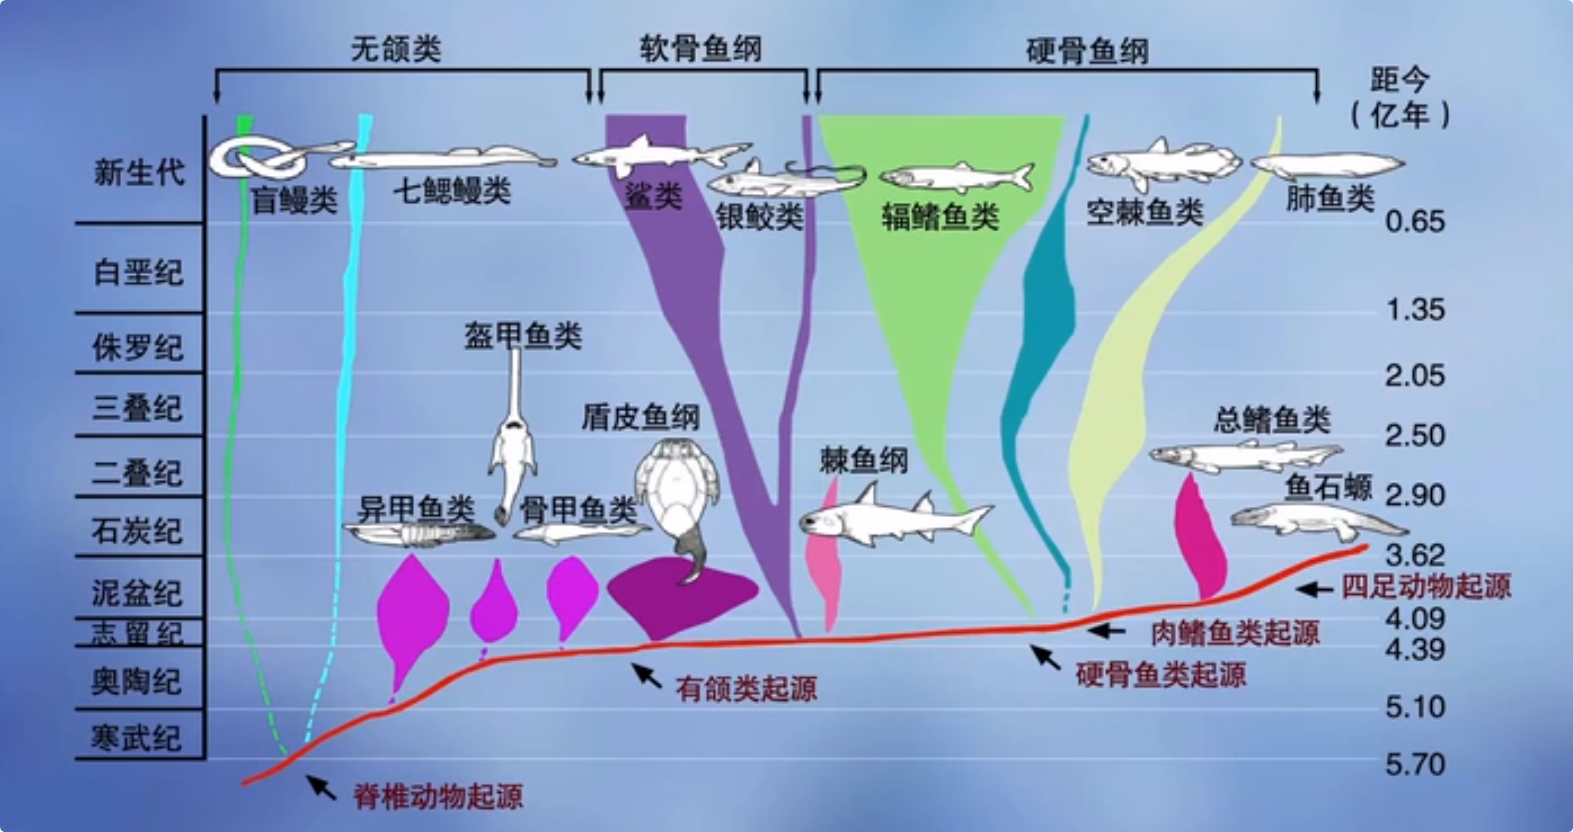 无颌类
软骨鱼纲
硬骨鱼纲
距今
（亿年）
新生代
盲鳗类
七鳃鳗类
鲨类
银鲛类
辐鳍鱼类
空棘鱼类
肺鱼类
0.65
白垩纪
1.35
侏罗纪
盔甲鱼类
2.05
三叠纪
盾皮鱼纲
总鳍鱼类
2.50
二叠纪
棘鱼纲
鱼石螈
2.90
石炭纪
异甲鱼类
骨甲鱼类
3.62
泥盆纪
四足动物起源
4.09
志留纪
肉鳍鱼类起源
4.39
奥陶纪
有颌类起源
硬骨鱼类起源
5.10
寒武纪
5.70
脊椎动物起源